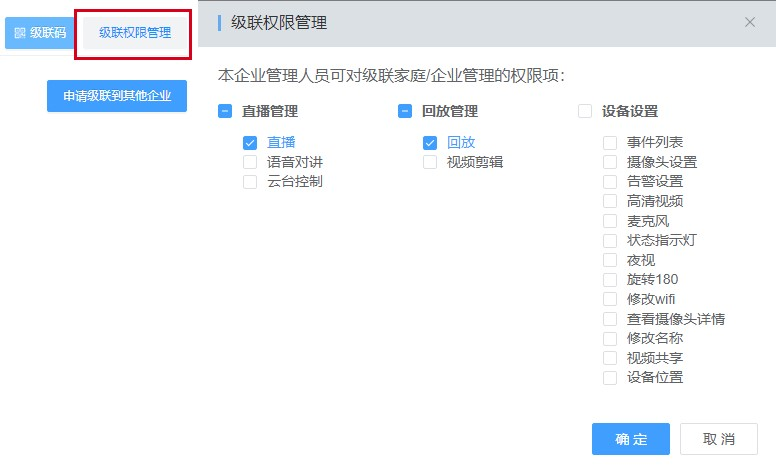 级联码
级联权限管理
申请级联到其他企业
级联权限管理
本企业管理人员可对级联家庭/企业管理的权限项：
直播管理
直播
语音对讲
云台控制
回放管理
回放
视频剪辑
设备设置
事件列表
摄像头设置
告警设置
高清视频
麦克风
状态指示灯
夜视
旋转180
修改wifi
查看摄像头详情
修改名称
视频共享
设备位置
确定
取消